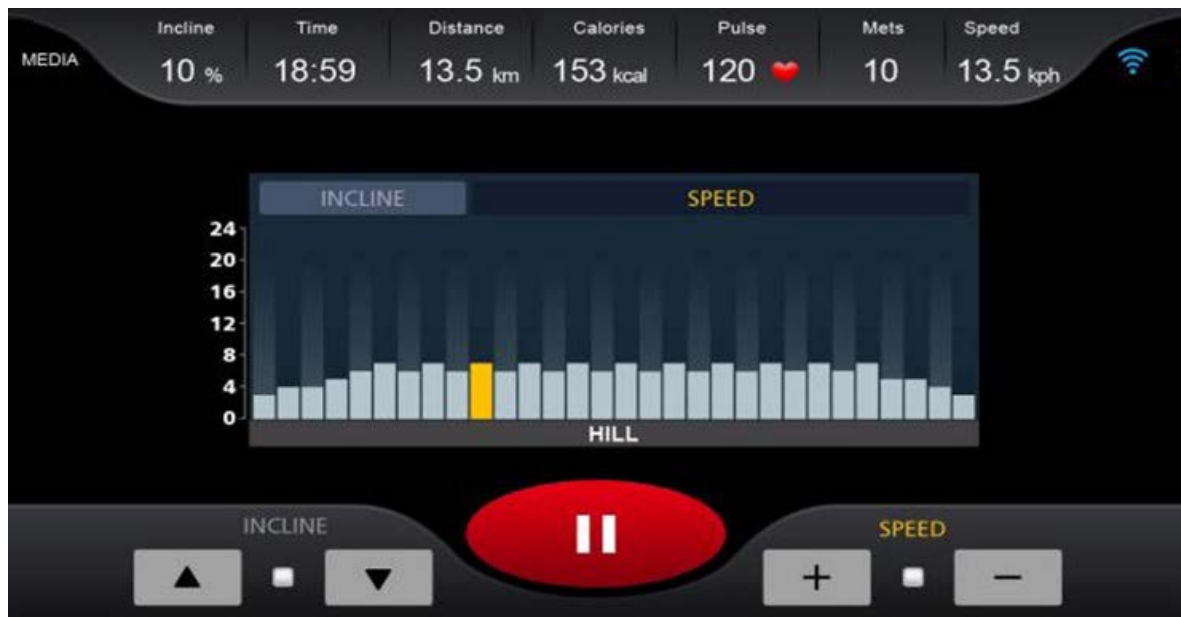 Incline Time Distance Calories Pulse Mets Speed
MEDIA
10 % 18:59 13.5 km 153 kcal 120 10 13.5 kph
INCLINE SPEED
24
20
16
12
8
4
0
HILL
INCLINE SPEED